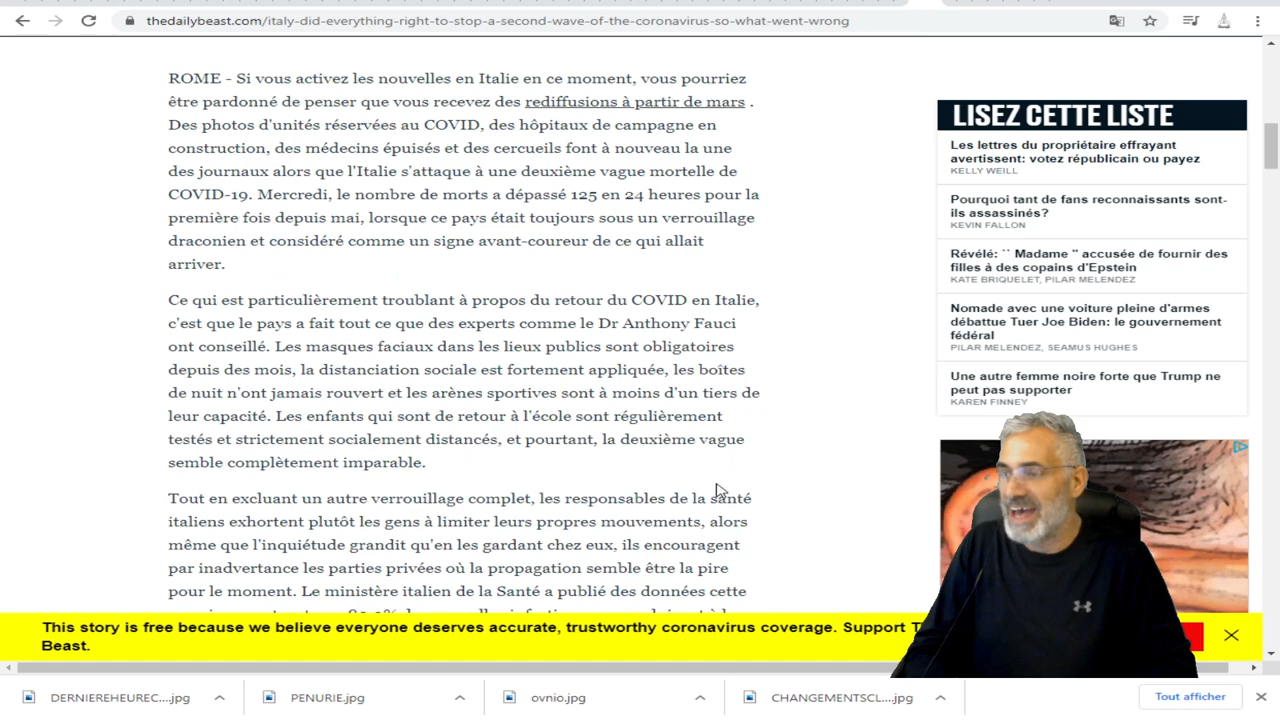 thedailybeast.com/italy-did-everything-right-to-stop-a-second-wave-of-the-coronavirus-so-what-went-wrong
ROME - Si vous activez les nouvelles en Italie en ce moment, vous pourriez
être pardonné de penser que vous recevez des rediffusions à partir de mars .
Des photos d'unités réservées au COVID, des hôpitaux de campagne en
construction, des médecins épuisés et des cercueils font à nouveau la une
des journaux alors que l'Italie s'attaque à une deuxième vague mortelle de
COVID-19. Mercredi, le nombre de morts a dépassé 125 en 24 heures pour la
première fois depuis mai, lorsque ce pays était toujours sous un verrouillage
draconien et considéré comme un signe avant-coureur de ce qui allait
arriver.
Ce qui est particulièrement troublant à propos du retour du COVID en Italie,
c'est que le pays a fait tout ce que des experts comme le Dr Anthony Fauci
ont conseillé. Les masques faciaux dans les lieux publics sont obligatoires
depuis des mois, la distanciation sociale est fortement appliquée, les boîtes
de nuit n'ont jamais rouvert et les arènes sportives sont à moins d'un tiers de
leur capacité. Les enfants qui sont de retour à l'école sont régulièrement
testés et strictement socialement distancés, et pourtant, la deuxième vague
semble complètement imparable.
Tout en excluant un autre verrouillage complet, les responsables de la santé
italiens exhortent plutôt les gens à limiter leurs propres mouvements, alors
même que l'inquiétude grandit qu'en les gardant chez eux, ils encouragent
par inadvertance les parties privées où la propagation semble être la pire
pour le moment. Le ministère italien de la Santé a publié des données cette
LISEZ CETTE LISTE
Les lettres du propriétaire effrayant
avertissent: votez républicain ou payez
KELLY WEILL
Pourquoi tant de fans reconnaissants sont-
ils assassinés?
KEVIN FALLON
Révélé: `` Madame '' accusée de fournir des
filles à des copains d'Epstein
KATE BRIQUELET, PILAR MELENDEZ
Nomade avec une voiture pleine d'armes
débattue Tuer Joe Biden: le gouvernement
fédéral
PILAR MELENDEZ, SEAMUS HUGHES
Une autre femme noire forte que Trump ne
peut pas supporter
KAREN FINNEY
This story is free because we believe everyone deserves accurate, trustworthy coronavirus coverage. Support
Beast.
DERNIEREHEUREC....jpg
PENURIE.jpg
ovnio.jpg
CHANGEMENTSCL....jpg
Tout afficher